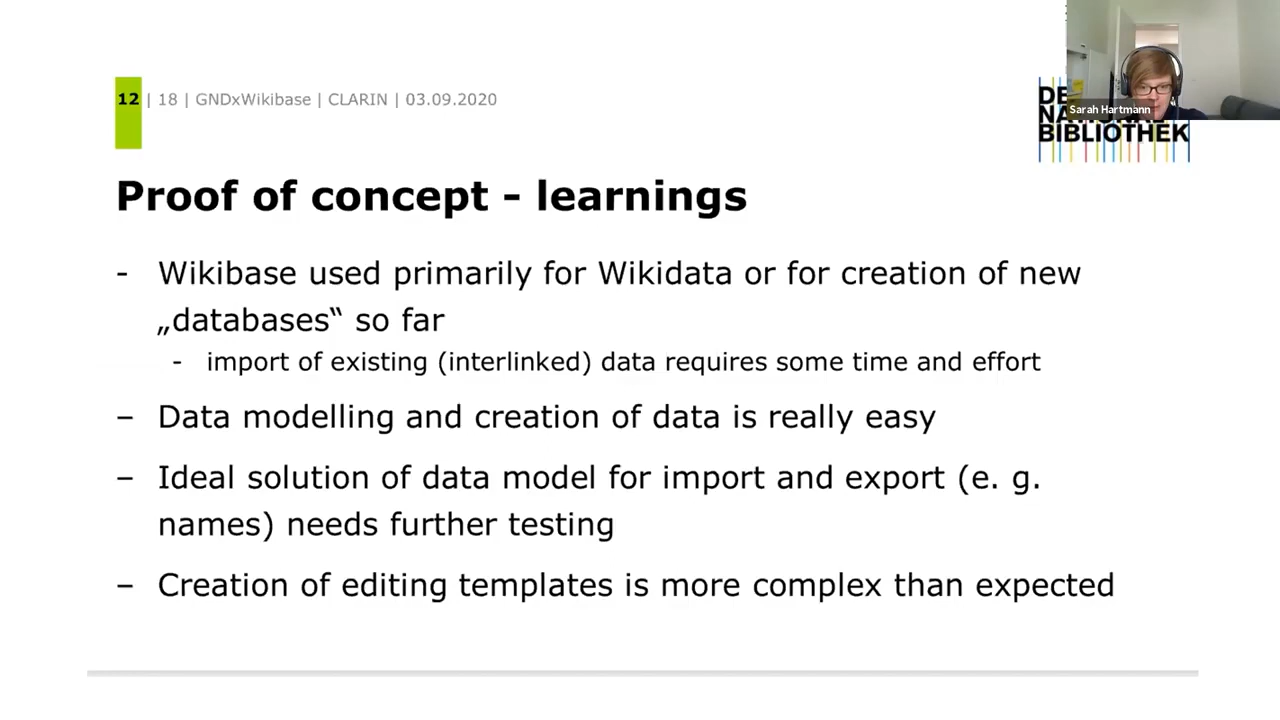 12 | 18 | GNDxWikibase | CLARIN | 03.09.2020
Sarah Hartmann
DE
BIBLIOTHEK
Proof of concept - learnings
- Wikibase used primarily for Wikidata or for creation of new
„databases“ so far
- import of existing (interlinked) data requires some time and effort
– Data modelling and creation of data is really easy
– Ideal solution of data model for import and export (e. g.
names) needs further testing
– Creation of editing templates is more complex than expected